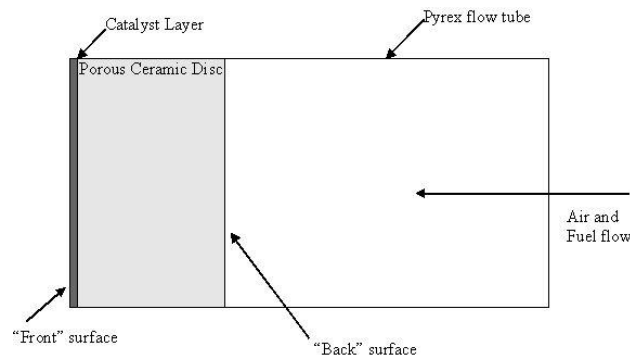 Pyrex flow tube
Catalyst Layer
Porous Ceramic Disc
Air and
Fuel flow
“Front” surface
“Back” surface